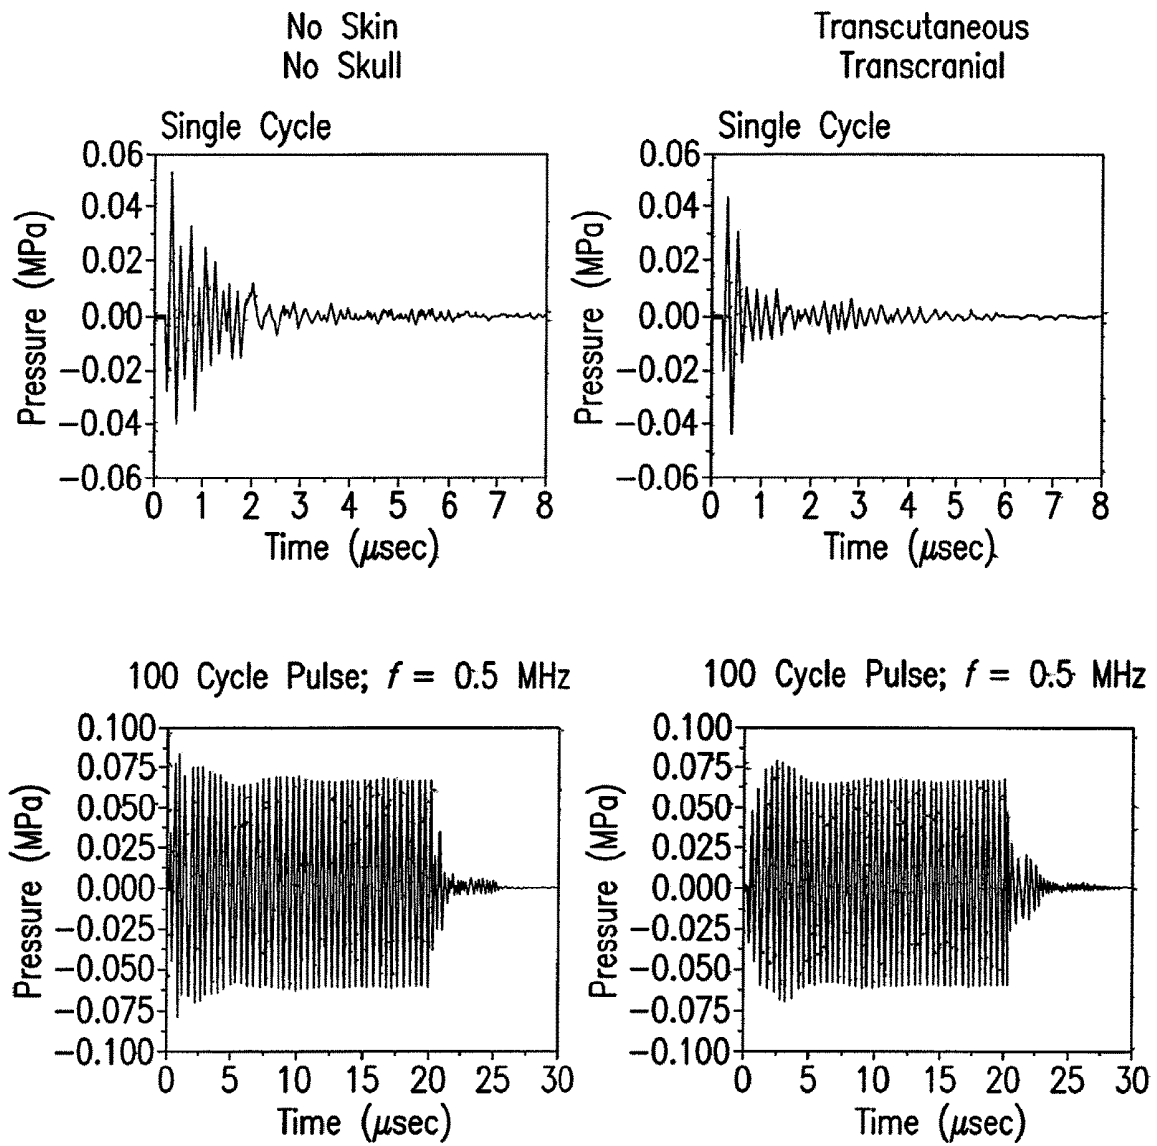 No Skin
No Skull
Transcutaneous
Transcranial
Single Cycle
0.06
0.04
0.02
0.00
−0.02
−0.04
−0.06
Pressure (MPa)
0 1 2 3 4 5 6 7 8
Time (μsec)
Single Cycle
0.06
0.04
0.02
0.00
−0.02
−0.04
−0.06
Pressure (MPa)
0 1 2 3 4 5 6 7 8
Time (μsec)
100 Cycle Pulse; f = 0.5 MHz
0.100
0.075
0.050
0.025
0.000
−0.025
−0.050
−0.075
−0.100
Pressure (MPa)
0 5 10 15 20 25 30
Time (μsec)
100 Cycle Pulse; f = 0.5 MHz
0.100
0.075
0.050
0.025
0.000
−0.025
−0.050
−0.075
−0.100
Pressure (MPa)
0 5 10 15 20 25 30
Time (μsec)